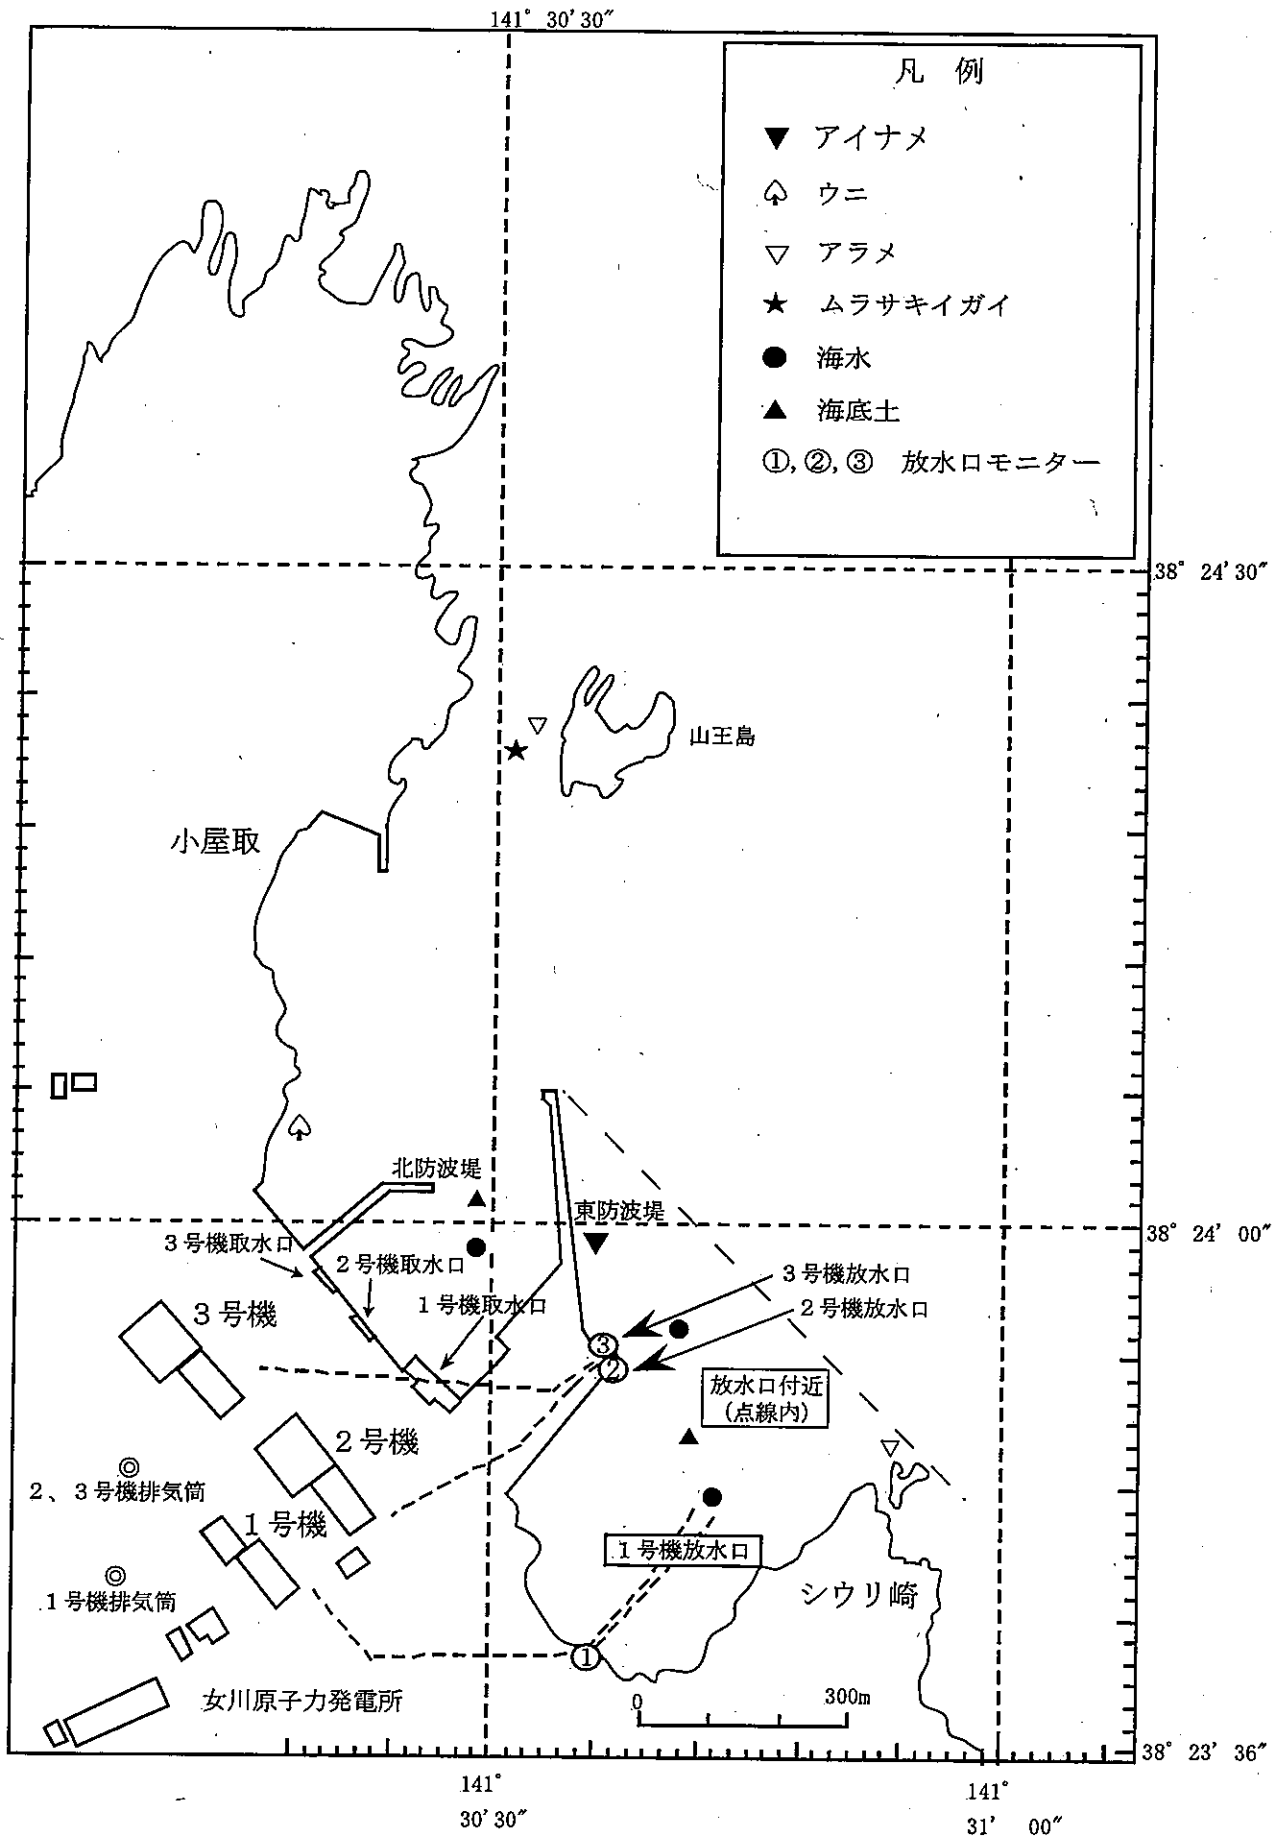 141° 30′30″
凡 例
アイナメ
ウニ
アラメ
ムラサキイガイ
海水
海底土
①,②,③ 放水口モニター
38° 24′30″
山王島
小屋取
北防波堤
東防波堤
38° 24′ 00″
3号機取水口
2号機取水口
1号機取水口
3号機放水口
2号機放水口
3号機
③
②
放水口付近
(点線内)
2号機
2、3号機排気筒
1号機
1号機放水口
1号機排気筒
シウリ崎
①
女川原子力発電所
0 300m
38° 23′ 36″
141°
30′30″
141°
31′ 00″